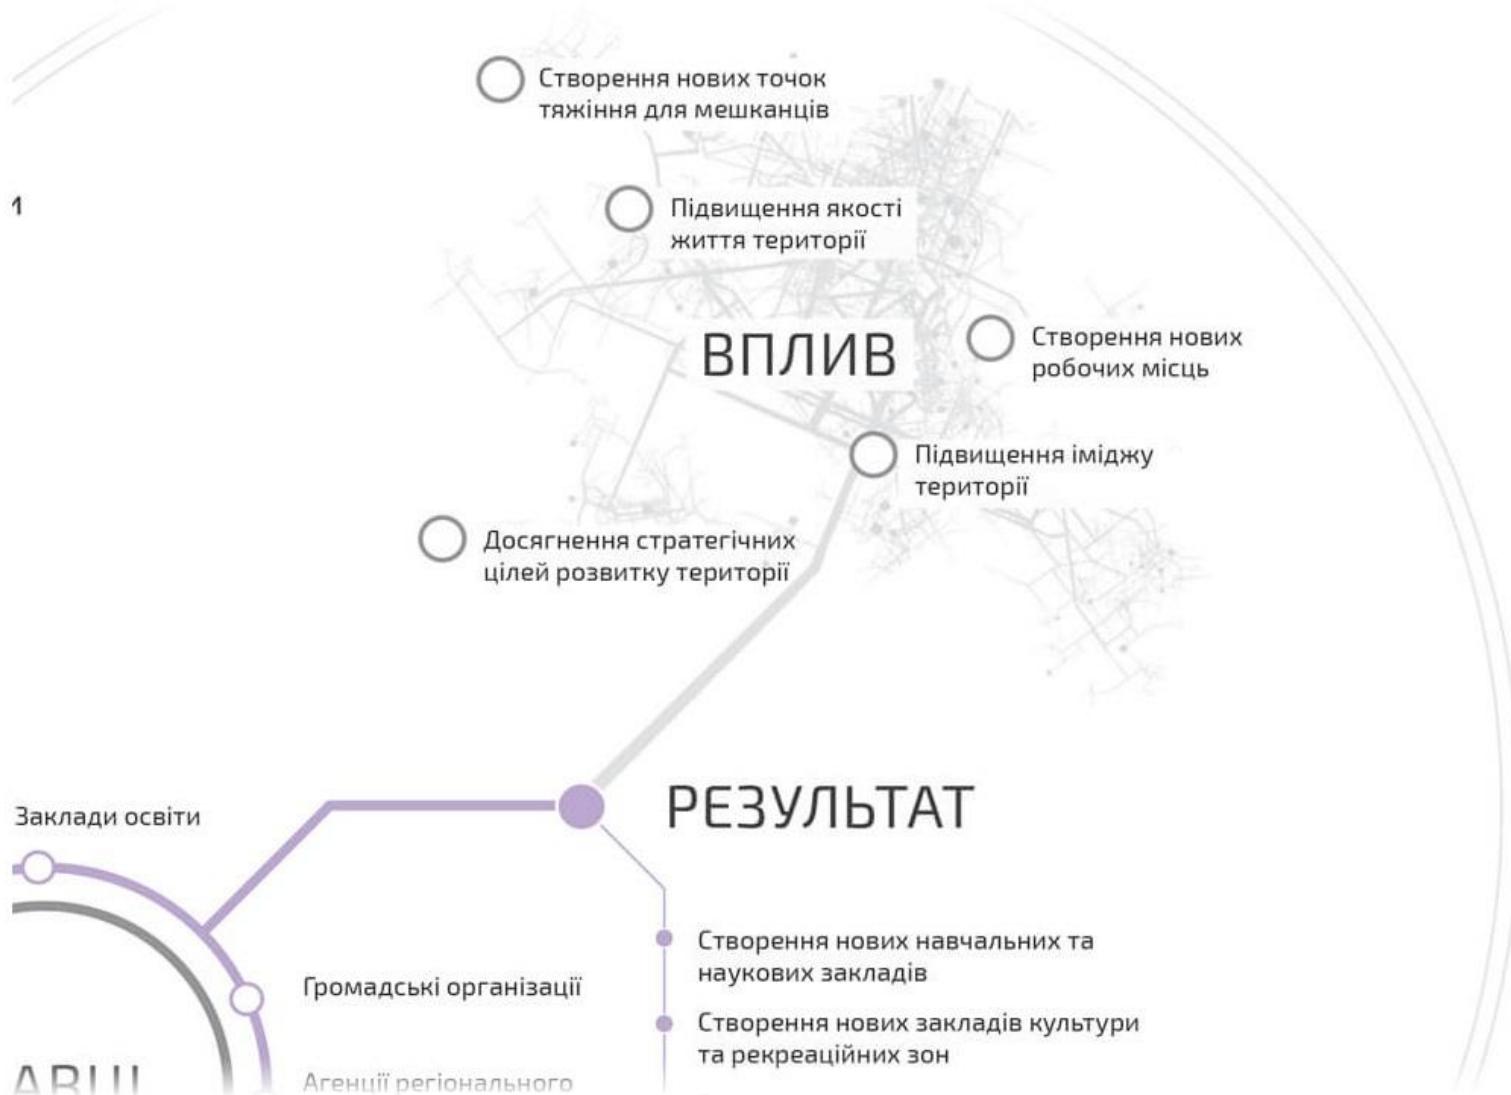 Створення нових точок
тяжіння для мешканців
Підвищення якості
життя території
ВПЛИВ
Створення нових
робочих місць
Підвищення іміджу
території
Досягнення стратегічних
цілей розвитку території
РЕЗУЛЬТАТ
Заклади освіти
Створення нових навчальних та
наукових закладів
Громадські організації
Створення нових закладів культури
та рекреаційних зон
Агенції регіонального